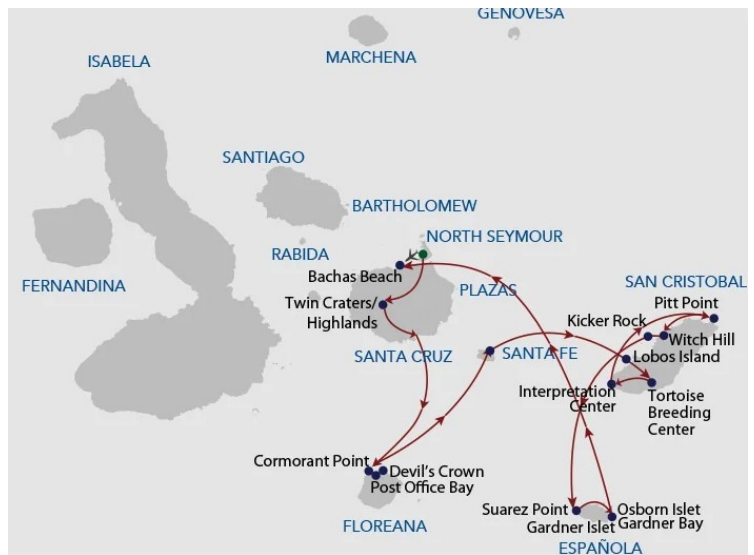 GENOVESA
MARCHENA
ISABELA
SANTIAGO
BARTHOLOMEW
NORTH SEYMOUR
RABIDA
Bachas Beach
FERNANDINA
PLAZAS
SAN CRISTOBAL
Twin Craters/
Highlands
Pitt Point
Kicker Rock
Witch Hill
SANTA CRUZ
SANTA FE
Lobos Island
Interpretation
Center
Tortoise
Breeding
Center
Cormorant Point
Devil's Crown
Post Office Bay
FLOREANA
Suarez Point
Osborn Islet
Gardner Islet
Gardner Bay
ESPAÑOLA